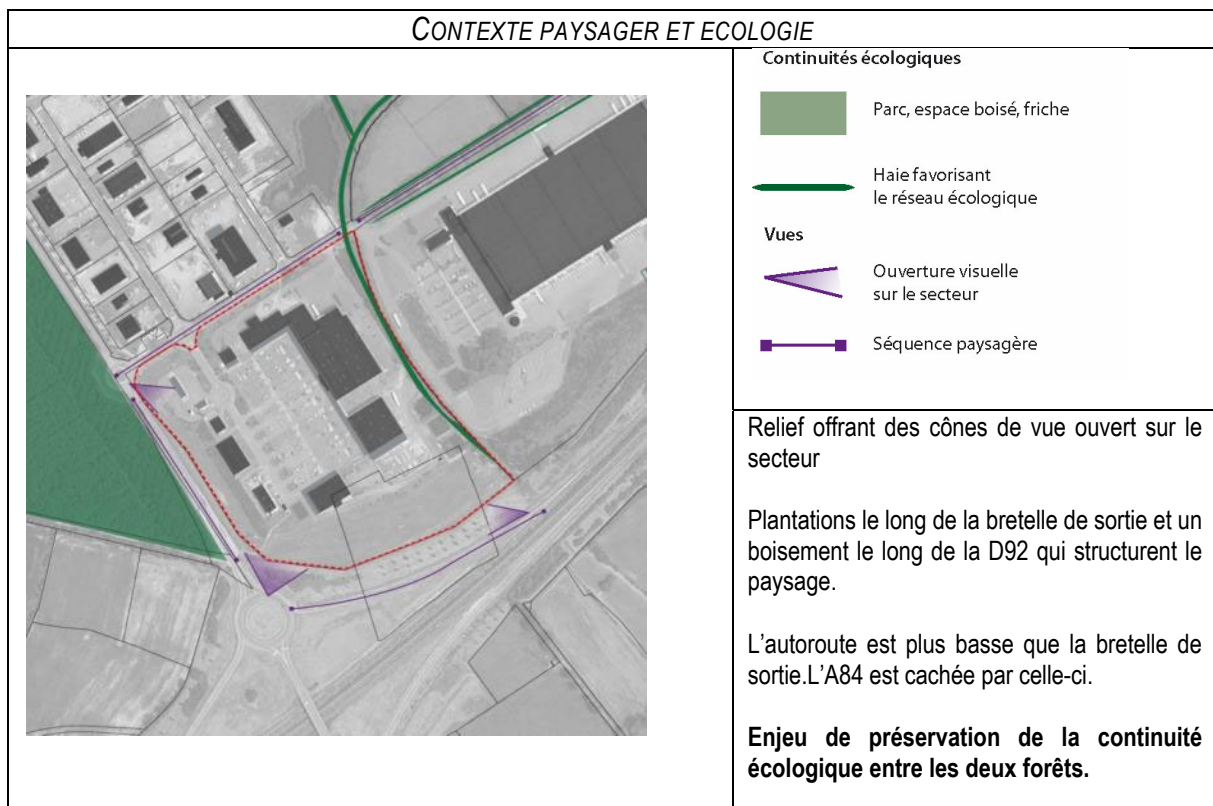 CONTEXTE PAYSAGER ET ECOLOGIE
Continuités écologiques
Parc, espace boisé, friche
Haie favorisant
le réseau écologique
Vues
Ouverture visuelle
sur le secteur
Séquence paysagère
Relief offrant des cônes de vue ouvert sur le
secteur
Plantations le long de la bretelle de sortie et un
boisement le long de la D92 qui structurent le
paysage.
L'autoroute est plus basse que la bretelle de
sortie.L'A84 est cachée par celle-ci.
Enjeu de préservation de la continuité
écologique entre les deux forêts.